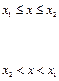 x₁ ≤ x ≤ x₂
x₂ < x < x₁